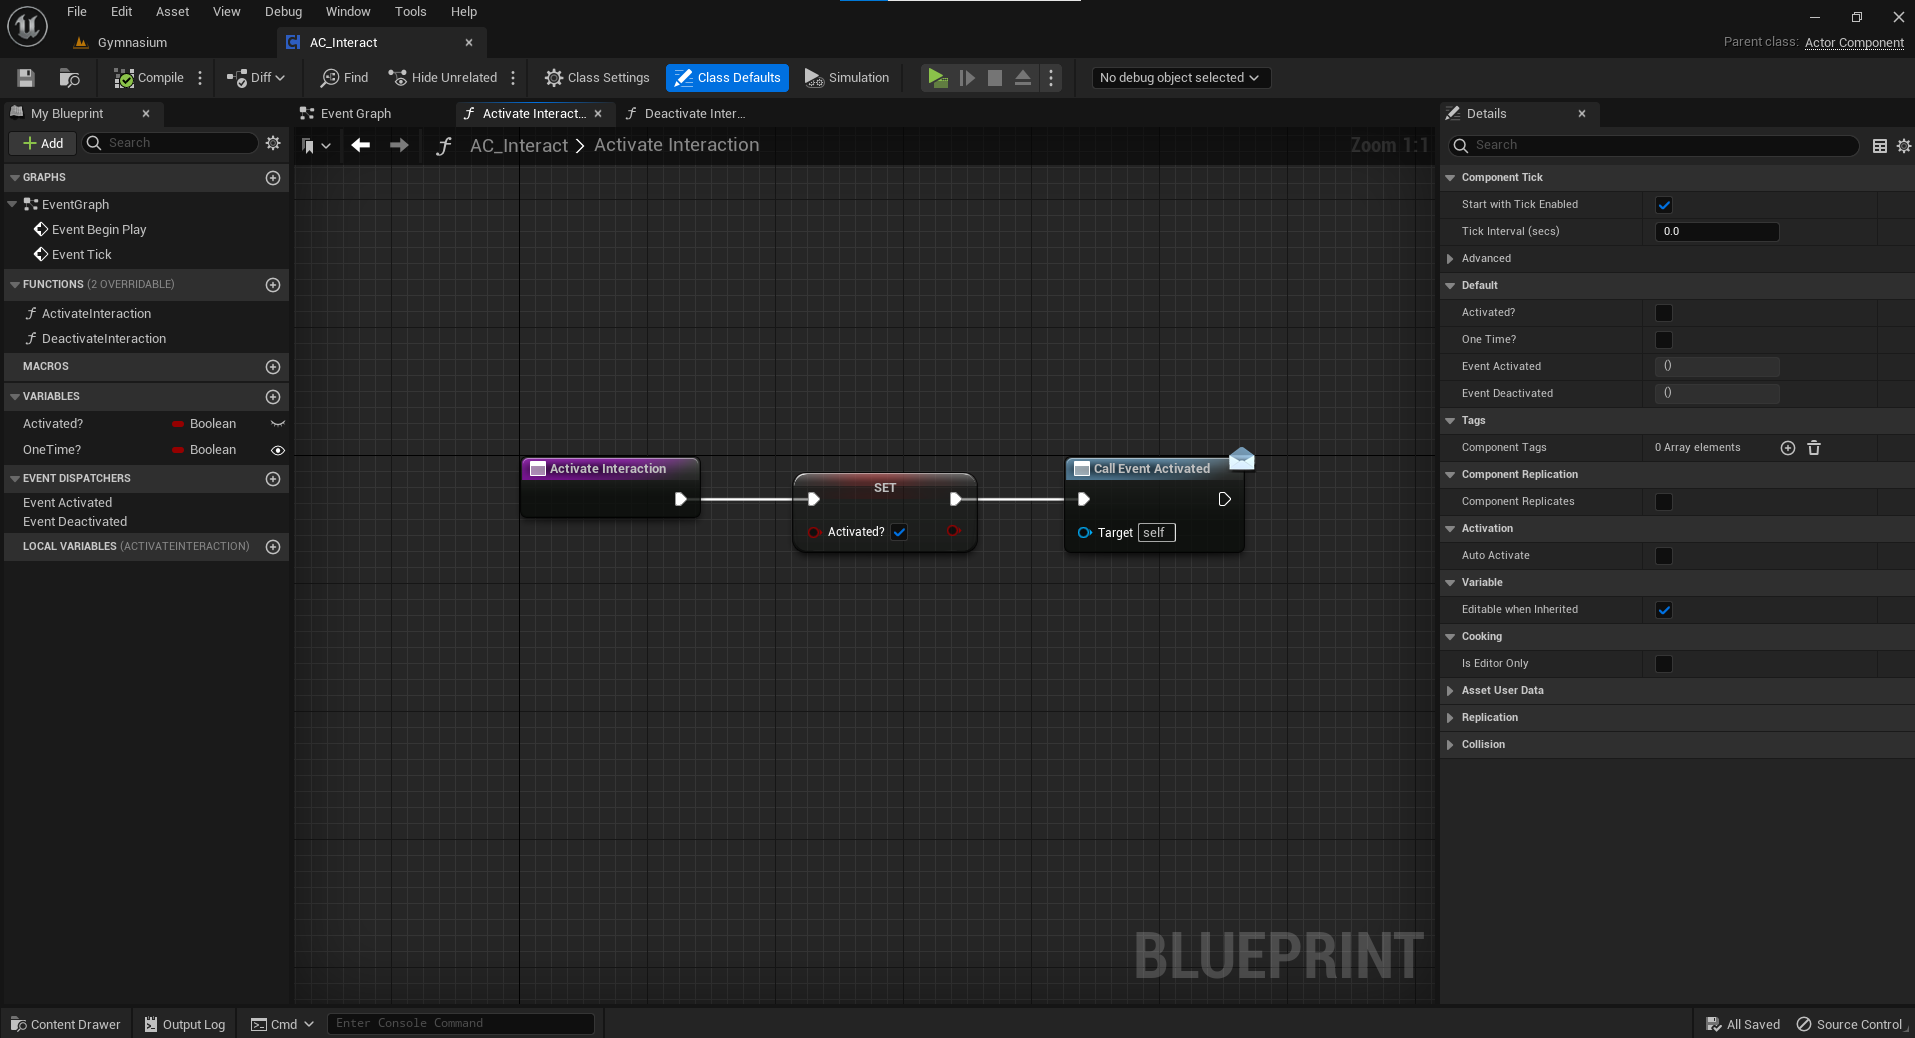 File Edit Asset View Debug Window Tools Help
Gymnasium
AC_Interact
Parent class: Actor Component
Compile
Diff
Find
Hide Unrelated
Class Settings
Class Defaults
Simulation
No debug object selected
My Blueprint
Add
Search
GRAPHS
EventGraph
Event Begin Play
Event Tick
FUNCTIONS (2 OVERRIDABLE)
ActivateInteraction
DeactivateInteraction
MACROS
VARIABLES
Activated? Boolean
OneTime? Boolean
EVENT DISPATCHERS
Event Activated
Event Deactivated
LOCAL VARIABLES (ACTIVATEINTERACTION)
Event Graph
Activate Interact...
Deactivate Inter...
AC_Interact > Activate Interaction
Zoom 1:1
Activate Interaction
SET
Activated?
Call Event Activated
Target self
BLUEPRINT
Details
Search
Component Tick
Start with Tick Enabled
Tick Interval (secs) 0.0
Advanced
Default
Activated?
One Time?
Event Activated ()
Event Deactivated ()
Tags
Component Tags 0 Array elements
Component Replication
Component Replicates
Activation
Auto Activate
Variable
Editable when Inherited
Cooking
Is Editor Only
Asset User Data
Replication
Collision
Content Drawer
Output Log
Cmd
Enter Console Command
All Saved
Source Control